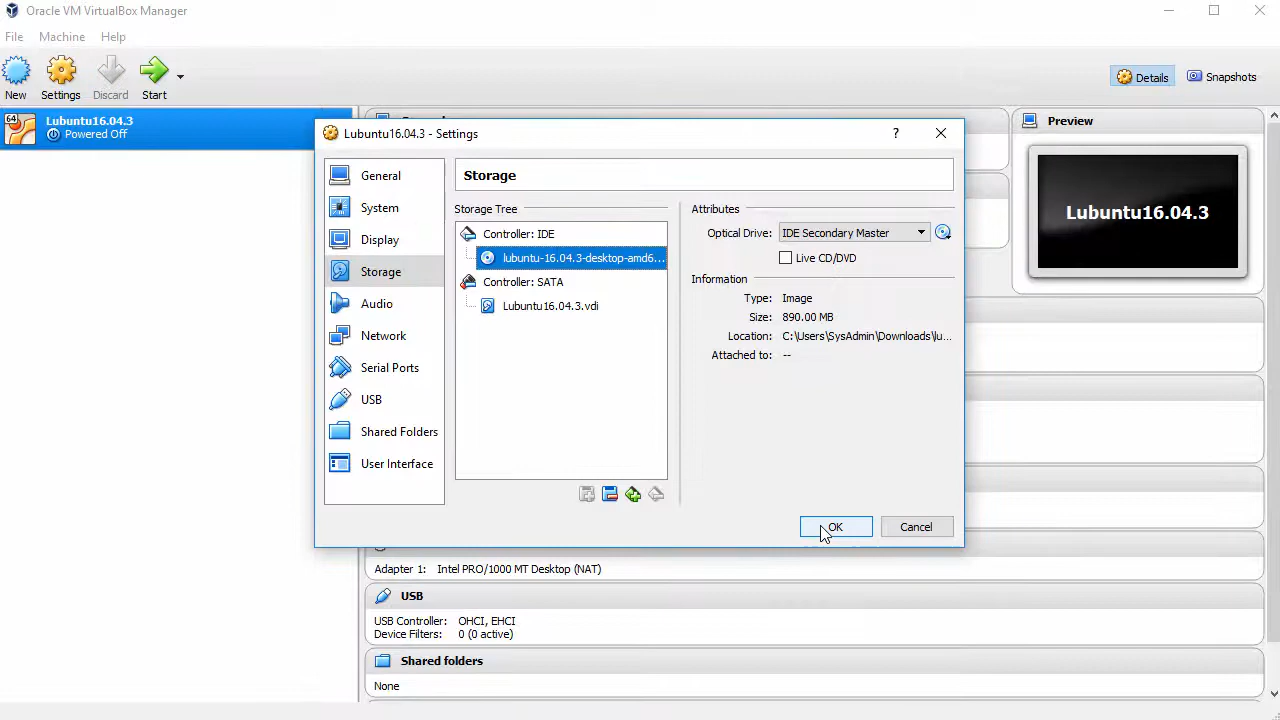 Oracle VM VirtualBox Manager
File Machine Help
New Settings Discard Start
Details Snapshots
64
Lubuntu16.04.3
Powered Off
Preview
Lubuntu16.04.3
Lubuntu16.04.3 - Settings
?
General
System
Display
Storage
Audio
Network
Serial Ports
USB
Shared Folders
User Interface
Storage
Storage Tree
Controller: IDE
lubuntu-16.04.3-desktop-amd6...
Controller: SATA
Lubuntu16.04.3.vdi
Attributes
Optical Drive: IDE Secondary Master
Live CD/DVD
Information
Type: Image
Size: 890.00 MB
Location: C:\Users\SysAdmin\Downloads\lu...
Attached to: --
OK Cancel
Adapter 1: Intel PRO/1000 MT Desktop (NAT)
USB
USB Controller: OHCI, EHCI
Device Filters: 0 (0 active)
Shared folders
None